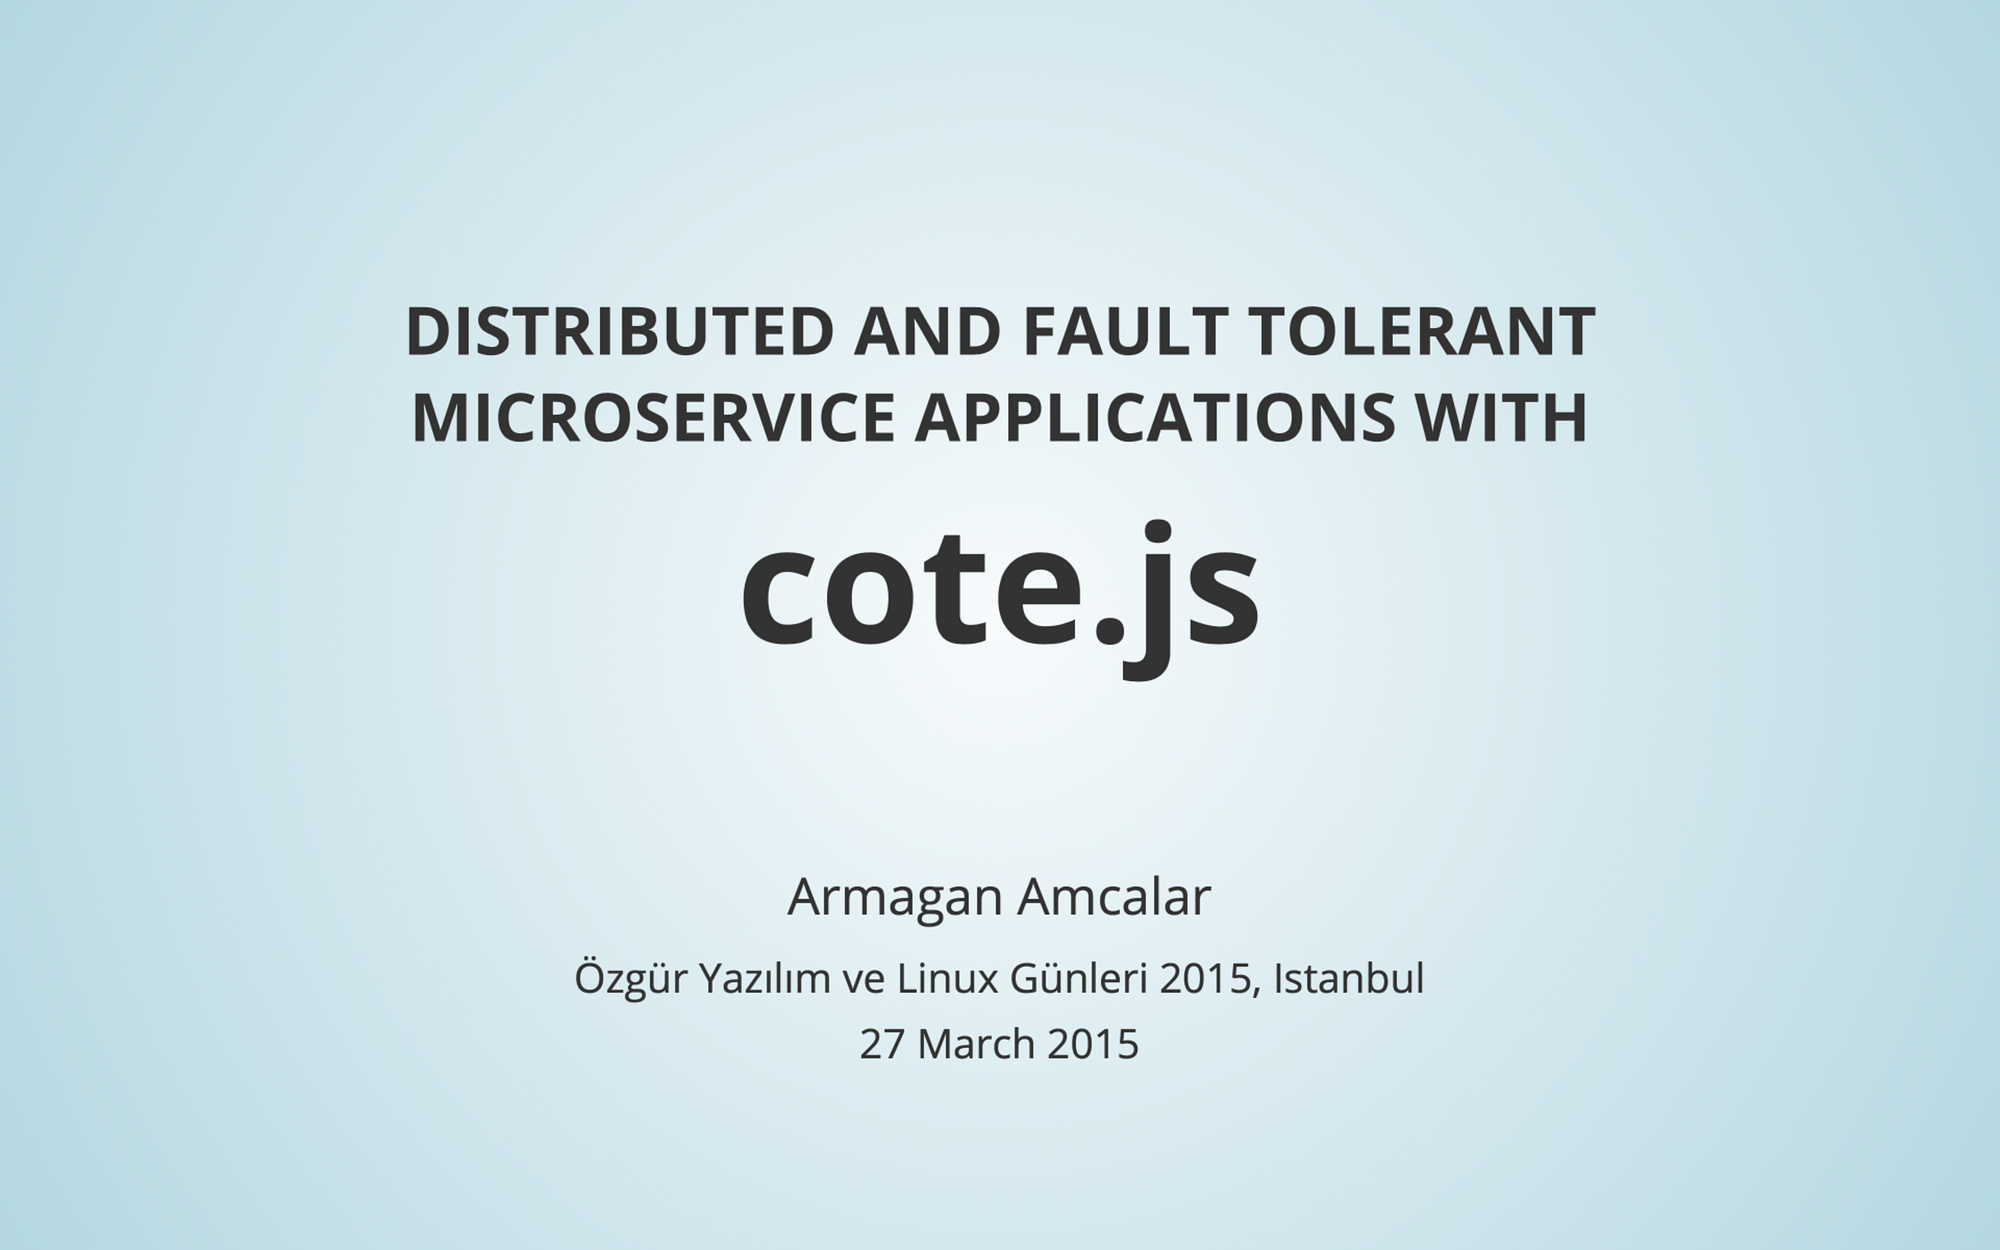 DISTRIBUTED AND FAULT TOLERANT
MICROSERVICE APPLICATIONS WITH
cote.js
Armagan Amcalar
Özgür Yazılım ve Linux Günleri 2015, Istanbul
27 March 2015